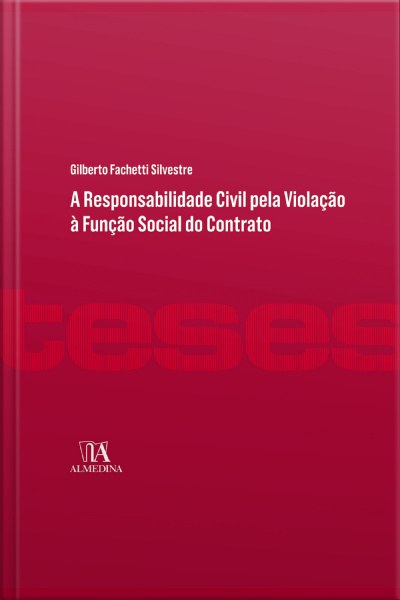 Gilberto Fachetti Silvestre
A Responsabilidade Civil pela Violação
à Função Social do Contrato
teses
ALMEDINA